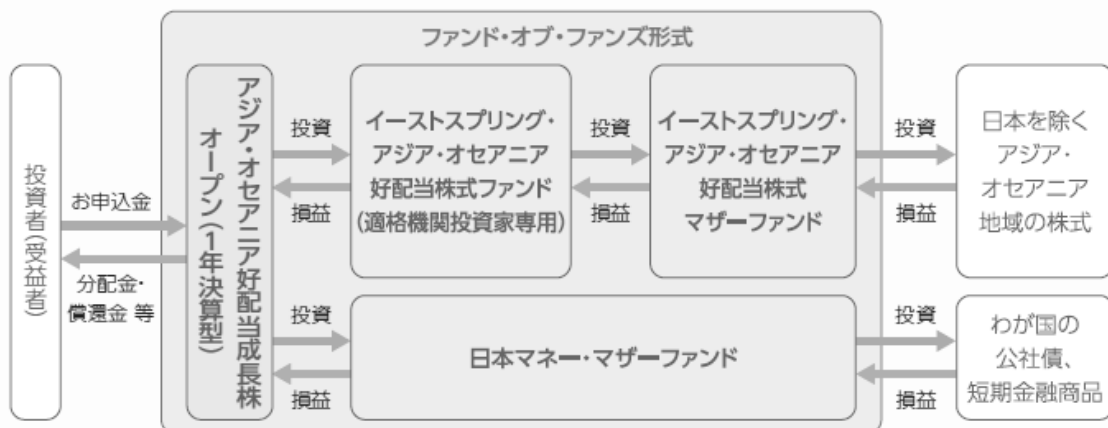 ファンド・オブ・ファンズ形式
投資者(受益者)
お申込金
分配金・
償還金 等
アジア・オセアニア好配当成長株
オープン(1年決算型)
投資
損益
イーストスプリング・
アジア・オセアニア
好配当株式ファンド
(適格機関投資家専用)
投資
損益
イーストスプリング・
アジア・オセアニア
好配当株式
マザーファンド
投資
損益
日本を除く
アジア・
オセアニア
地域の株式
投資
損益
日本マネー・マザーファンド
投資
損益
わが国の
公社債、
短期金融商品